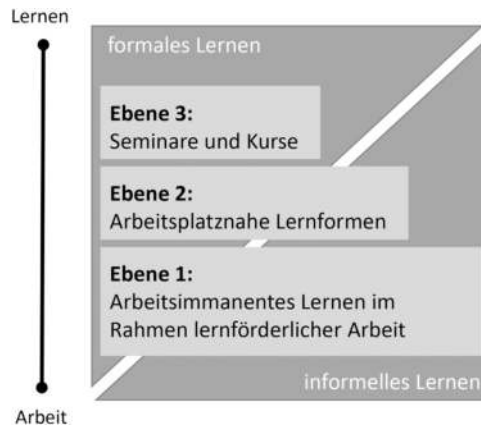 Lernen
formales Lernen
Ebene 3:
Seminare und Kurse
Ebene 2:
Arbeitsplatznahe Lernformen
Ebene 1:
Arbeitsimmanentes Lernen im
Rahmen lernförderlicher Arbeit
informelles Lernen
Arbeit